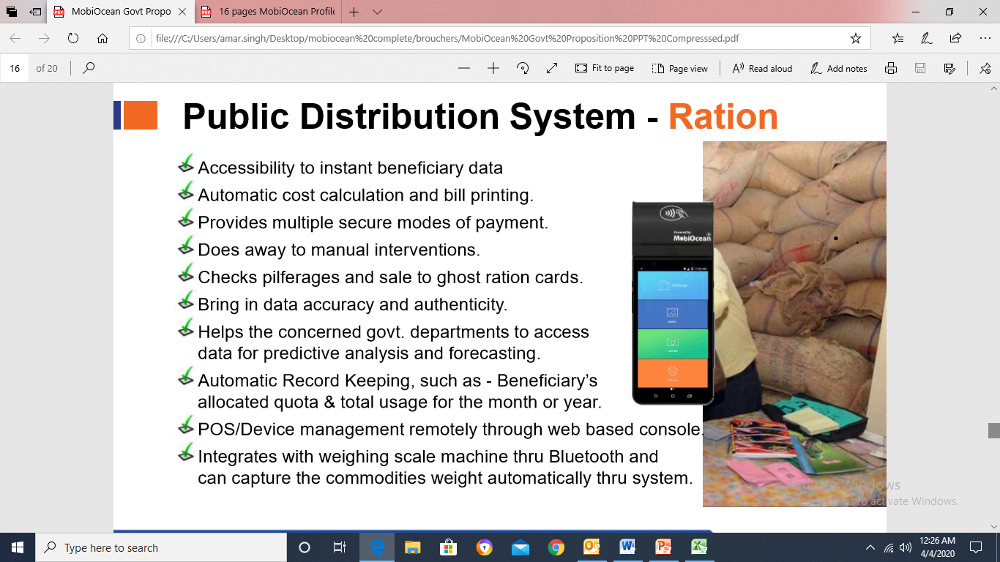 MobiOcean Govt Propo
16 pages MobiOcean Profile
file:///C:/Users/amar.singh/Desktop/mobiocean%20complete/brouchers/MobiOcean%20Govt%20Proposition%20PPT%20Compresssed.pdf
16 of 20
Fit to page
Page view
Read aloud
Add notes
Public Distribution System - Ration
Accessibility to instant beneficiary data
Automatic cost calculation and bill printing.
Provides multiple secure modes of payment.
Does away to manual interventions.
Checks pilferages and sale to ghost ration cards.
Bring in data accuracy and authenticity.
Helps the concerned govt. departments to access
data for predictive analysis and forecasting.
Automatic Record Keeping, such as - Beneficiary’s
allocated quota & total usage for the month or year.
POS/Device management remotely through web based console.
Integrates with weighing scale machine thru Bluetooth and
can capture the commodities weight automatically thru system.
Powered by
MobiOcean
Windows
to activate Windows.
Type here to search
12:26 AM
4/4/2020